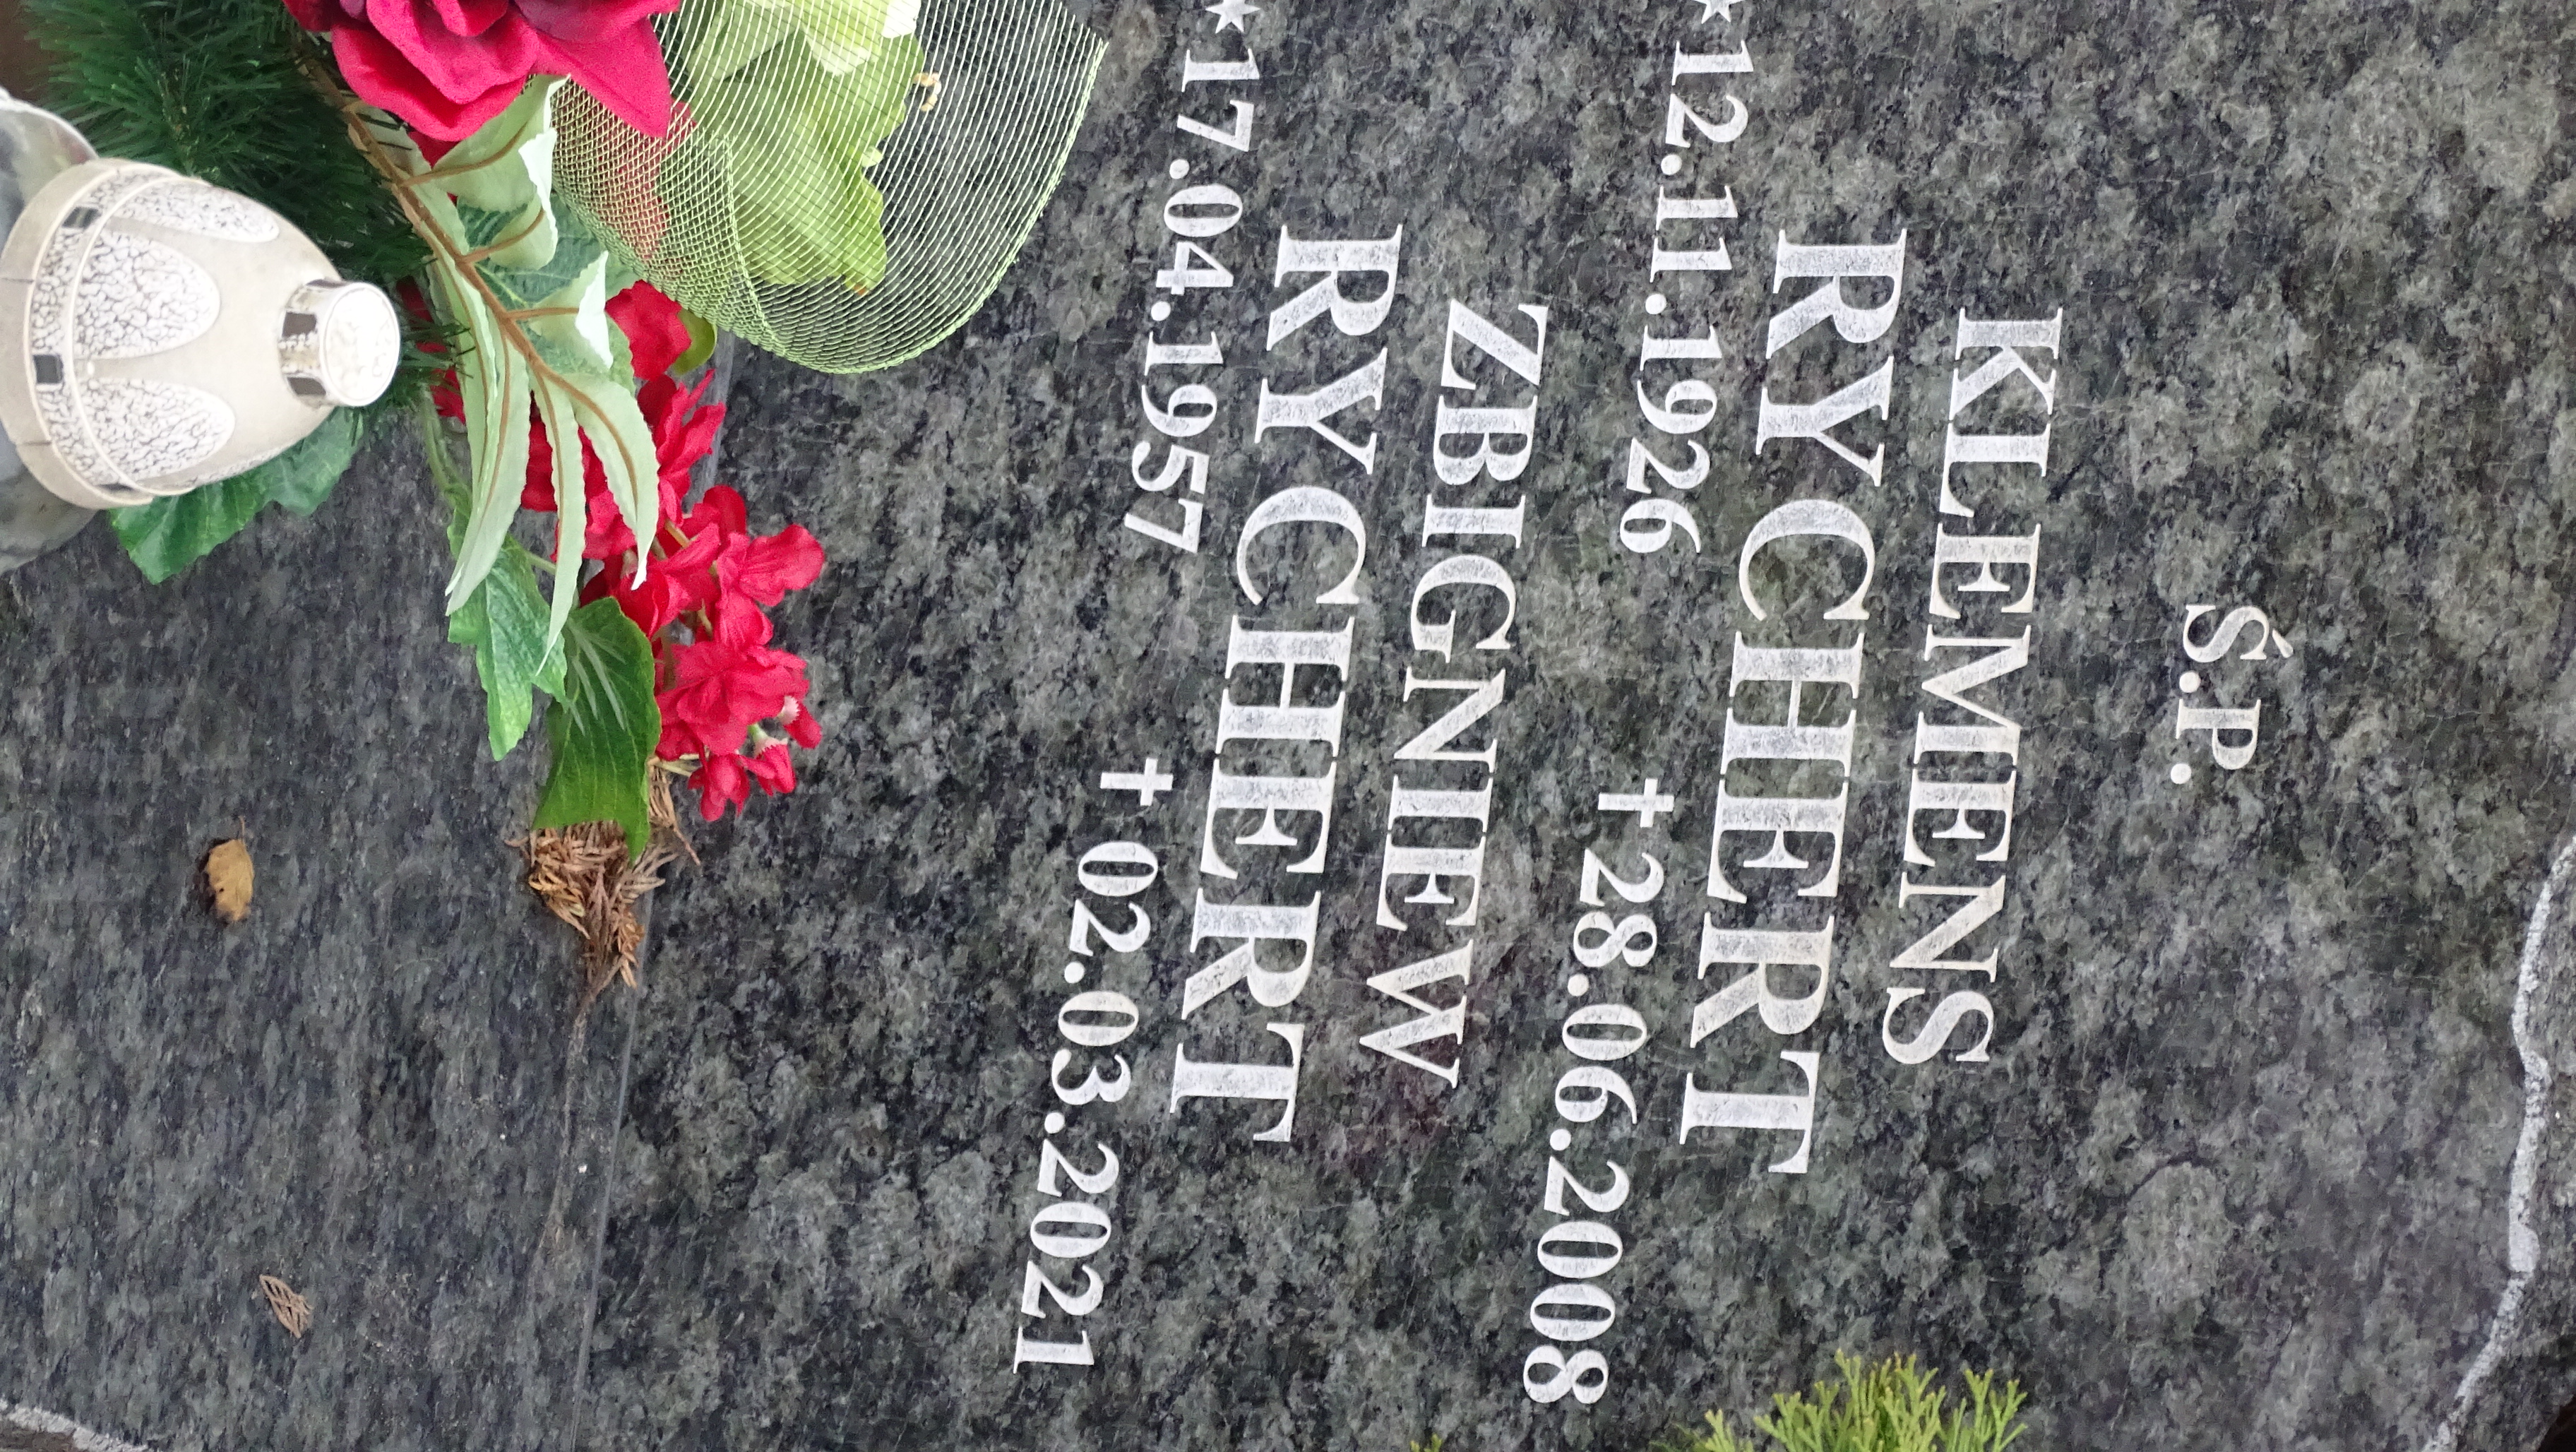 Ś.P.
KLEMENS
RYCHERT
★12.11.1926 ✝28.06.2008
ZBIGNIEW
RYCHERT
★17.04.1957 ✝02.03.2021